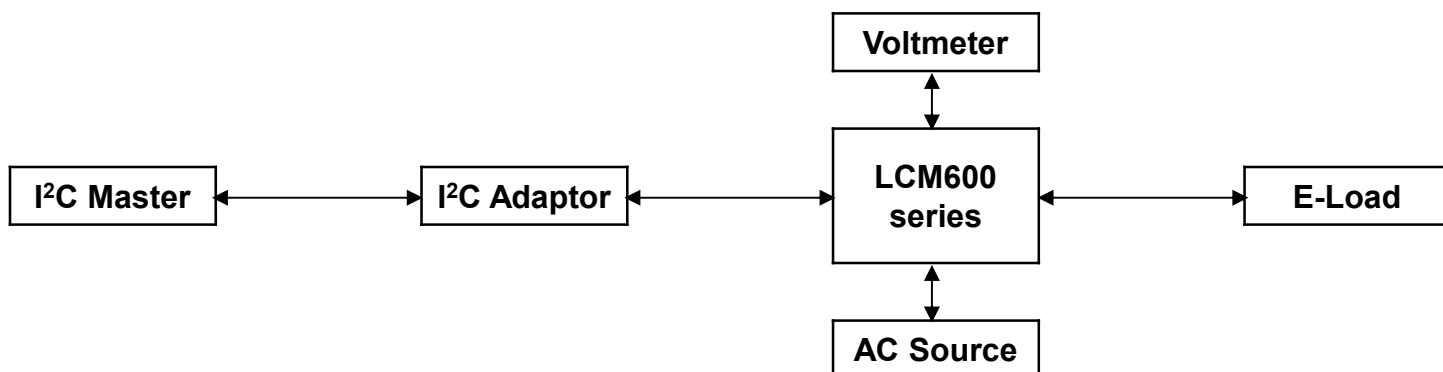 Voltmeter
I²C Master
I²C Adaptor
LCM600
series
E-Load
AC Source